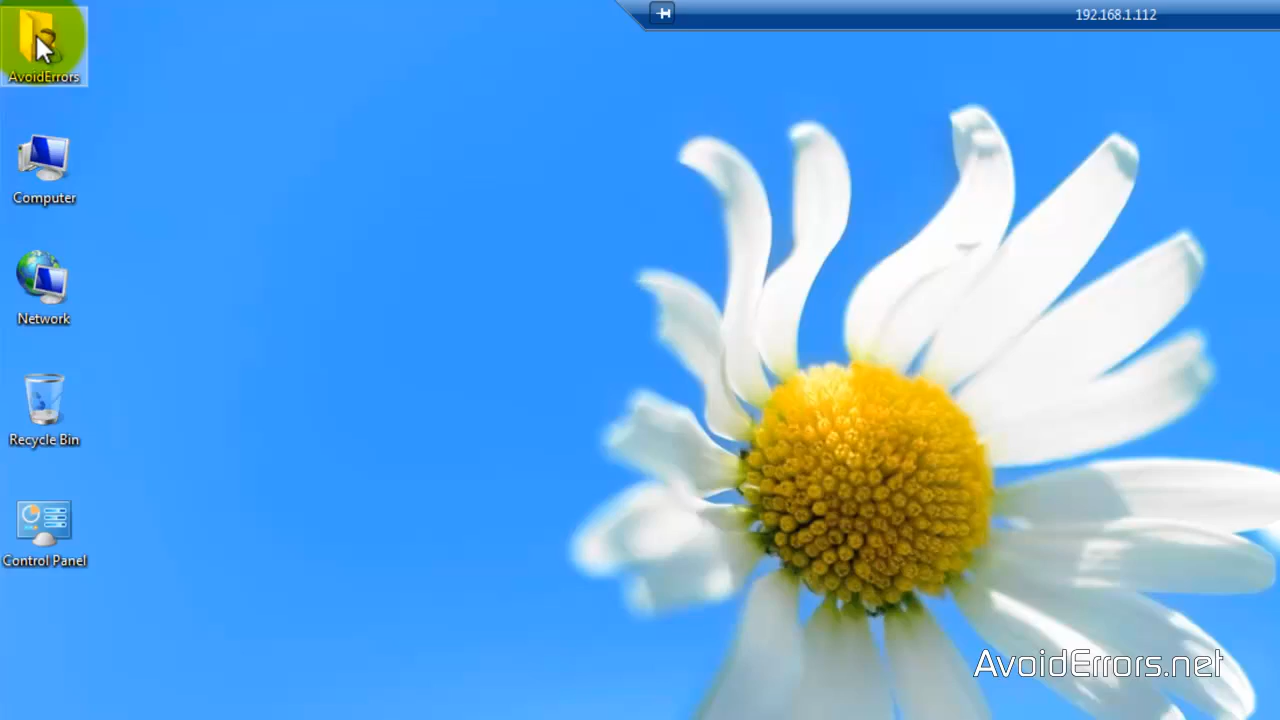 192.168.1.112
AvoidErrors
Computer
Network
Recycle Bin
Control Panel
AvoidErrors.net